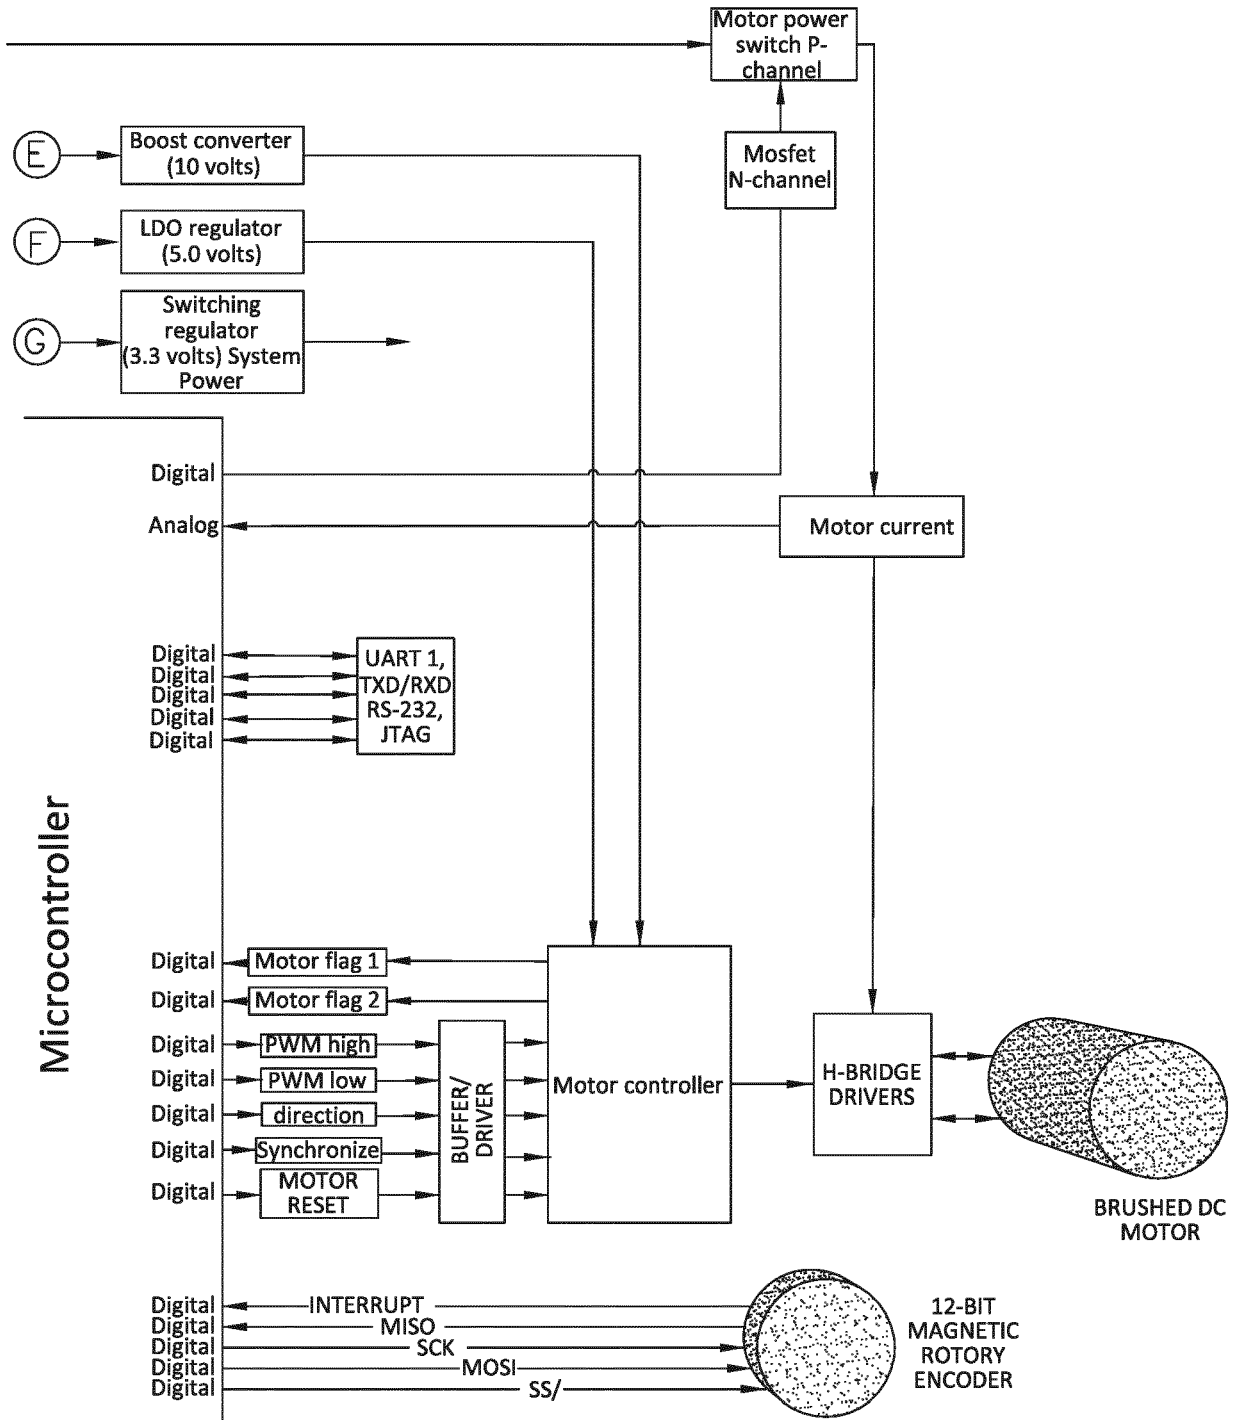 Motor power
switch P-
channel
E
Boost converter
(10 volts)
Mosfet
N-channel
F
LDO regulator
(5.0 volts)
G
Switching
regulator
(3.3 volts) System
Power
Digital
Analog
Motor current
Digital
Digital
Digital
Digital
Digital
UART 1,
TXD/RXD
RS-232,
JTAG
Microcontroller
Digital
Motor flag 1
Digital
Motor flag 2
Digital
PWM high
Digital
PWM low
Digital
direction
Digital
Synchronize
Digital
MOTOR
RESET
BUFFER/
DRIVER
Motor controller
H-BRIDGE
DRIVERS
BRUSHED DC
MOTOR
Digital
INTERRUPT
Digital
MISO
Digital
SCK
Digital
MOSI
Digital
SS/
12-BIT
MAGNETIC
ROTORY
ENCODER